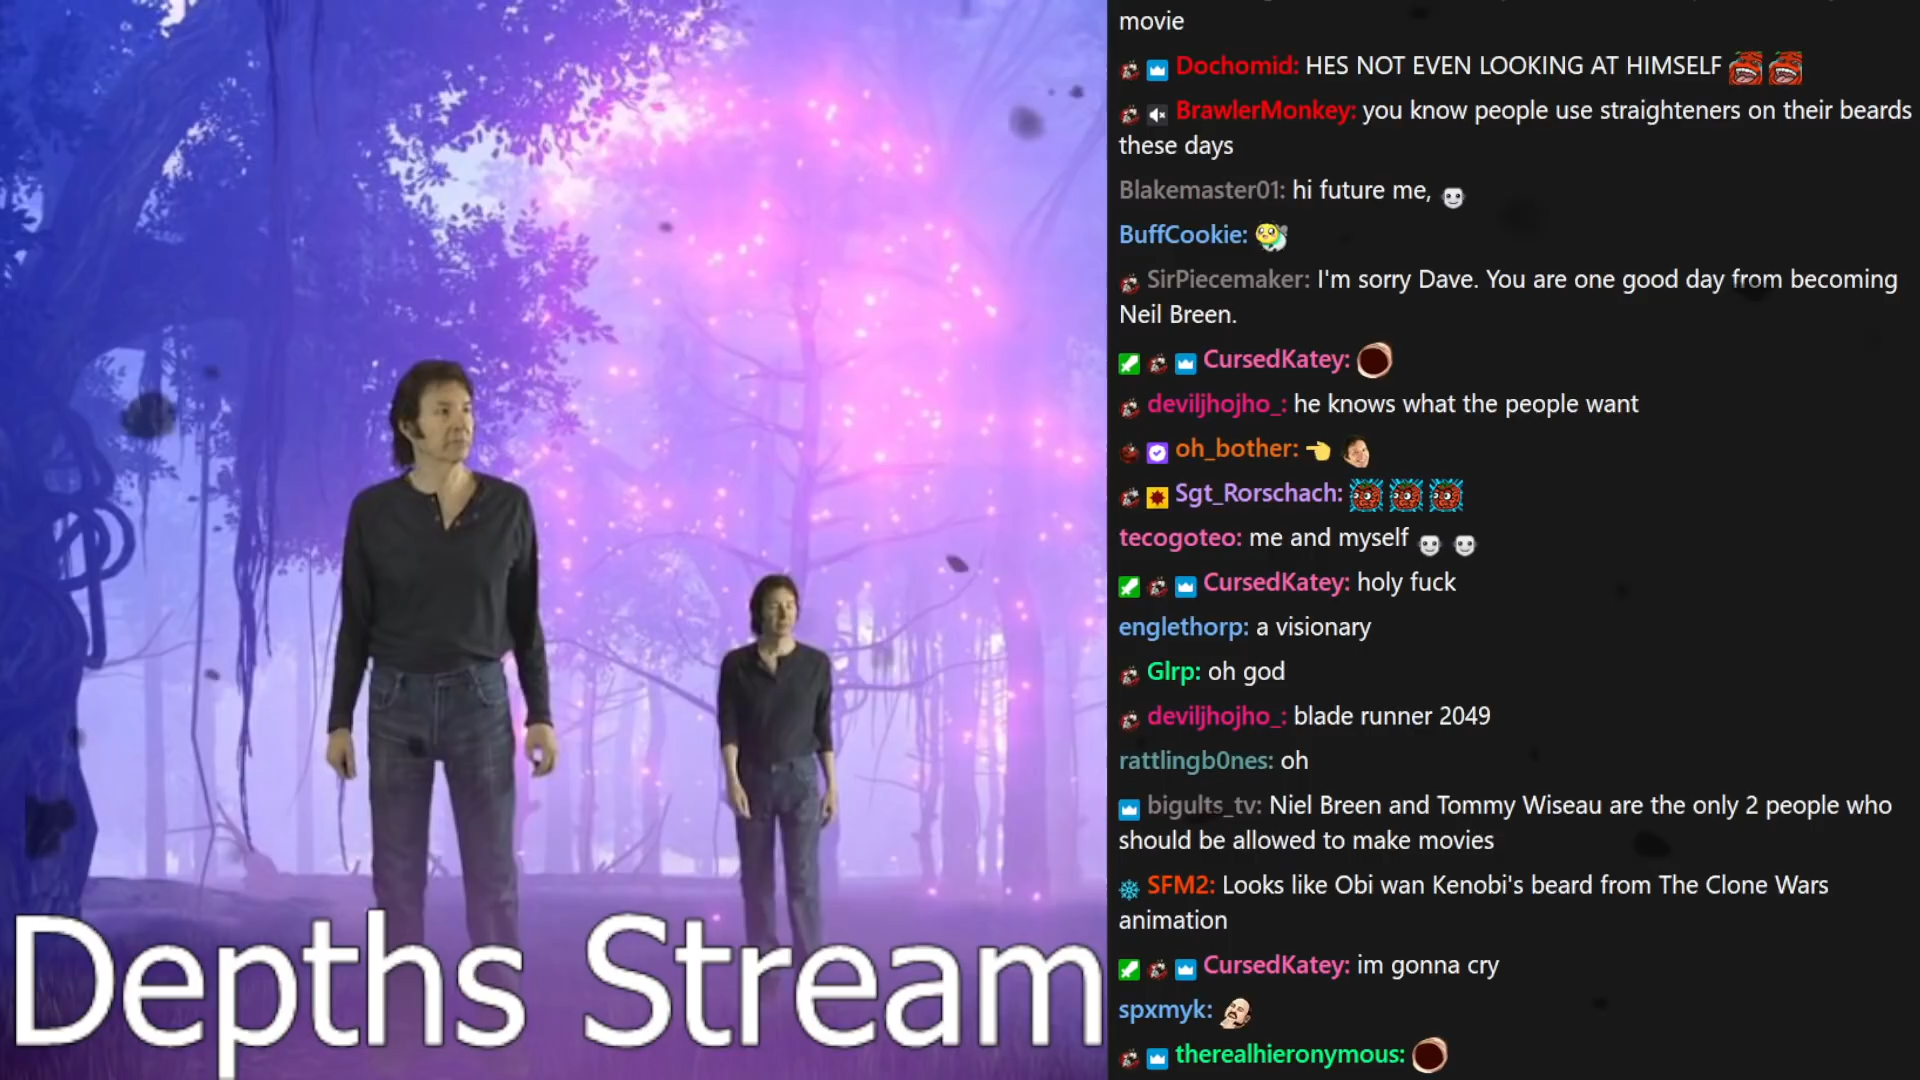 Depths Stream
movie
Dochomid: HES NOT EVEN LOOKING AT HIMSELF
BrawlerMonkey: you know people use straighteners on their beards
these days
Blakemaster01: hi future me,
BuffCookie:
SirPiecemaker: I'm sorry Dave. You are one good day from becoming
Neil Breen.
CursedKatey:
deviljhojho_: he knows what the people want
oh_bother:
Sgt_Rorschach:
tecogoteo: me and myself
CursedKatey: holy fuck
englethorp: a visionary
Glrp: oh god
deviljhojho_: blade runner 2049
rattlingb0nes: oh
bigults_tv: Niel Breen and Tommy Wiseau are the only 2 people who
should be allowed to make movies
SFM2: Looks like Obi wan Kenobi's beard from The Clone Wars
animation
CursedKatey: im gonna cry
spxmyk:
therealhieronymous: